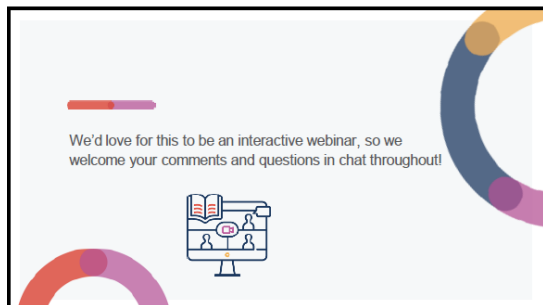 We'd love for this to be an interactive webinar, so we
welcome your comments and questions in chat throughout!